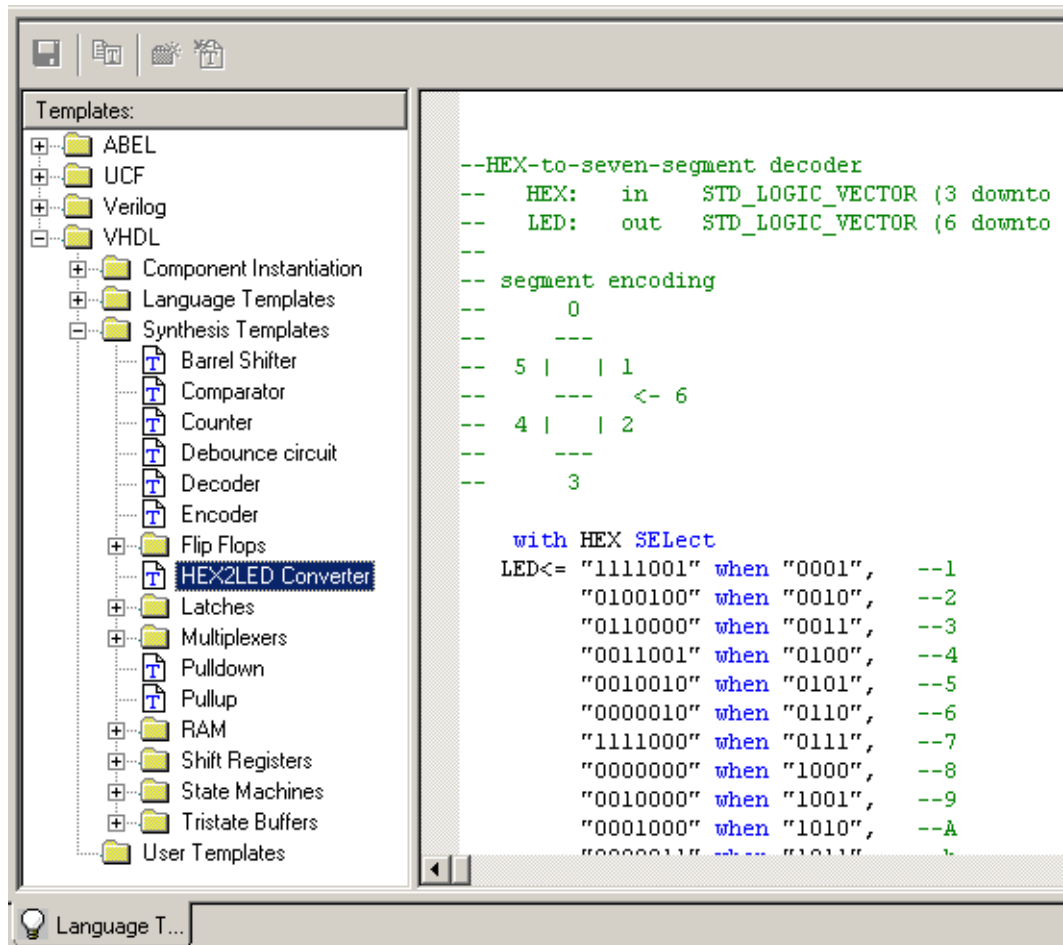 Templates:
ABEL
UCF
Verilog
VHDL
Component Instantiation
Language Templates
Synthesis Templates
Barrel Shifter
Comparator
Counter
Debounce circuit
Decoder
Encoder
Flip Flops
HEX2LED Converter
Latches
Multiplexers
Pulldown
Pullup
RAM
Shift Registers
State Machines
Tristate Buffers
User Templates
--HEX-to-seven-segment decoder
--   HEX:   in    STD_LOGIC_VECTOR (3 downto
--   LED:   out   STD_LOGIC_VECTOR (6 downto
--
-- segment encoding
--      0
--     ---
--  5 |   | 1
--     ---  <- 6
--  4 |   | 2
--     ---
--      3
with HEX SELect
LED<= "1111001" when "0001",   --1
"0100100" when "0010",   --2
"0110000" when "0011",   --3
"0011001" when "0100",   --4
"0010010" when "0101",   --5
"0000010" when "0110",   --6
"1111000" when "0111",   --7
"0000000" when "1000",   --8
"0010000" when "1001",   --9
"0001000" when "1010",   --A
Language T...